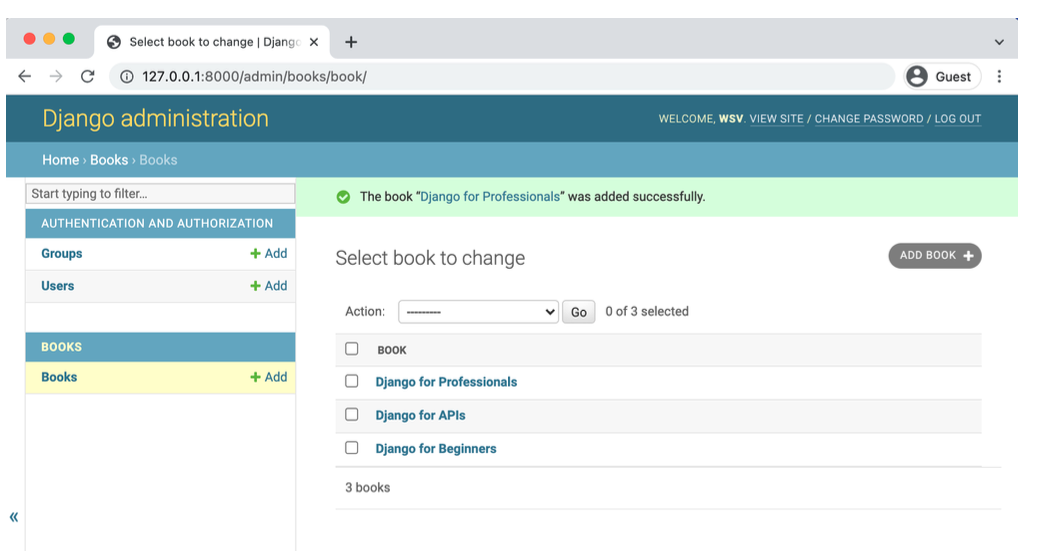 Select book to change | Djang
127.0.0.1:8000/admin/books/book/
Guest
Django administration
WELCOME, WSV. VIEW SITE / CHANGE PASSWORD / LOG OUT
Home › Books › Books
Start typing to filter...
AUTHENTICATION AND AUTHORIZATION
Groups + Add
Users + Add
BOOKS
Books + Add
«
The book “Django for Professionals” was added successfully.
Select book to change
ADD BOOK +
Action: --------- Go 0 of 3 selected
BOOK
Django for Professionals
Django for APIs
Django for Beginners
3 books